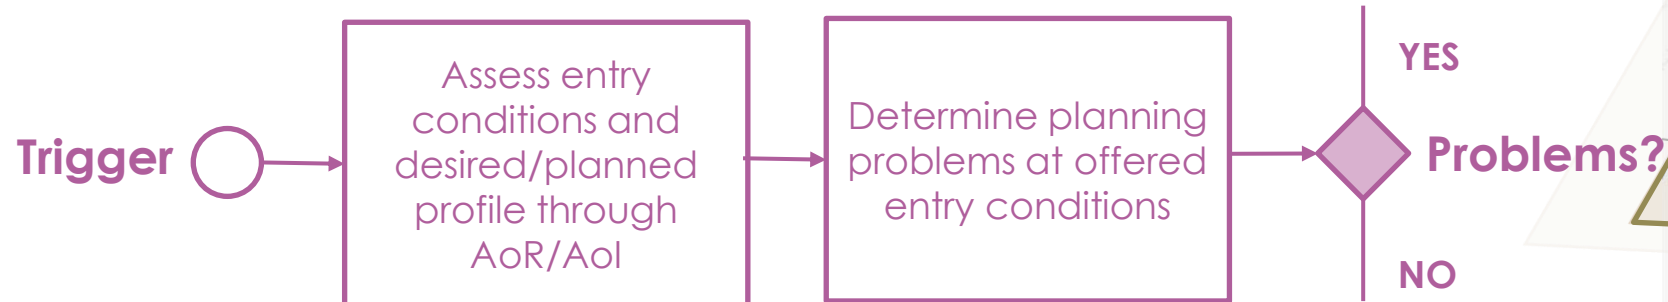 Trigger
Assess entry
conditions and
desired/planned
profile through
AoR/AoI
Determine planning
problems at offered
entry conditions
YES
Problems?
NO